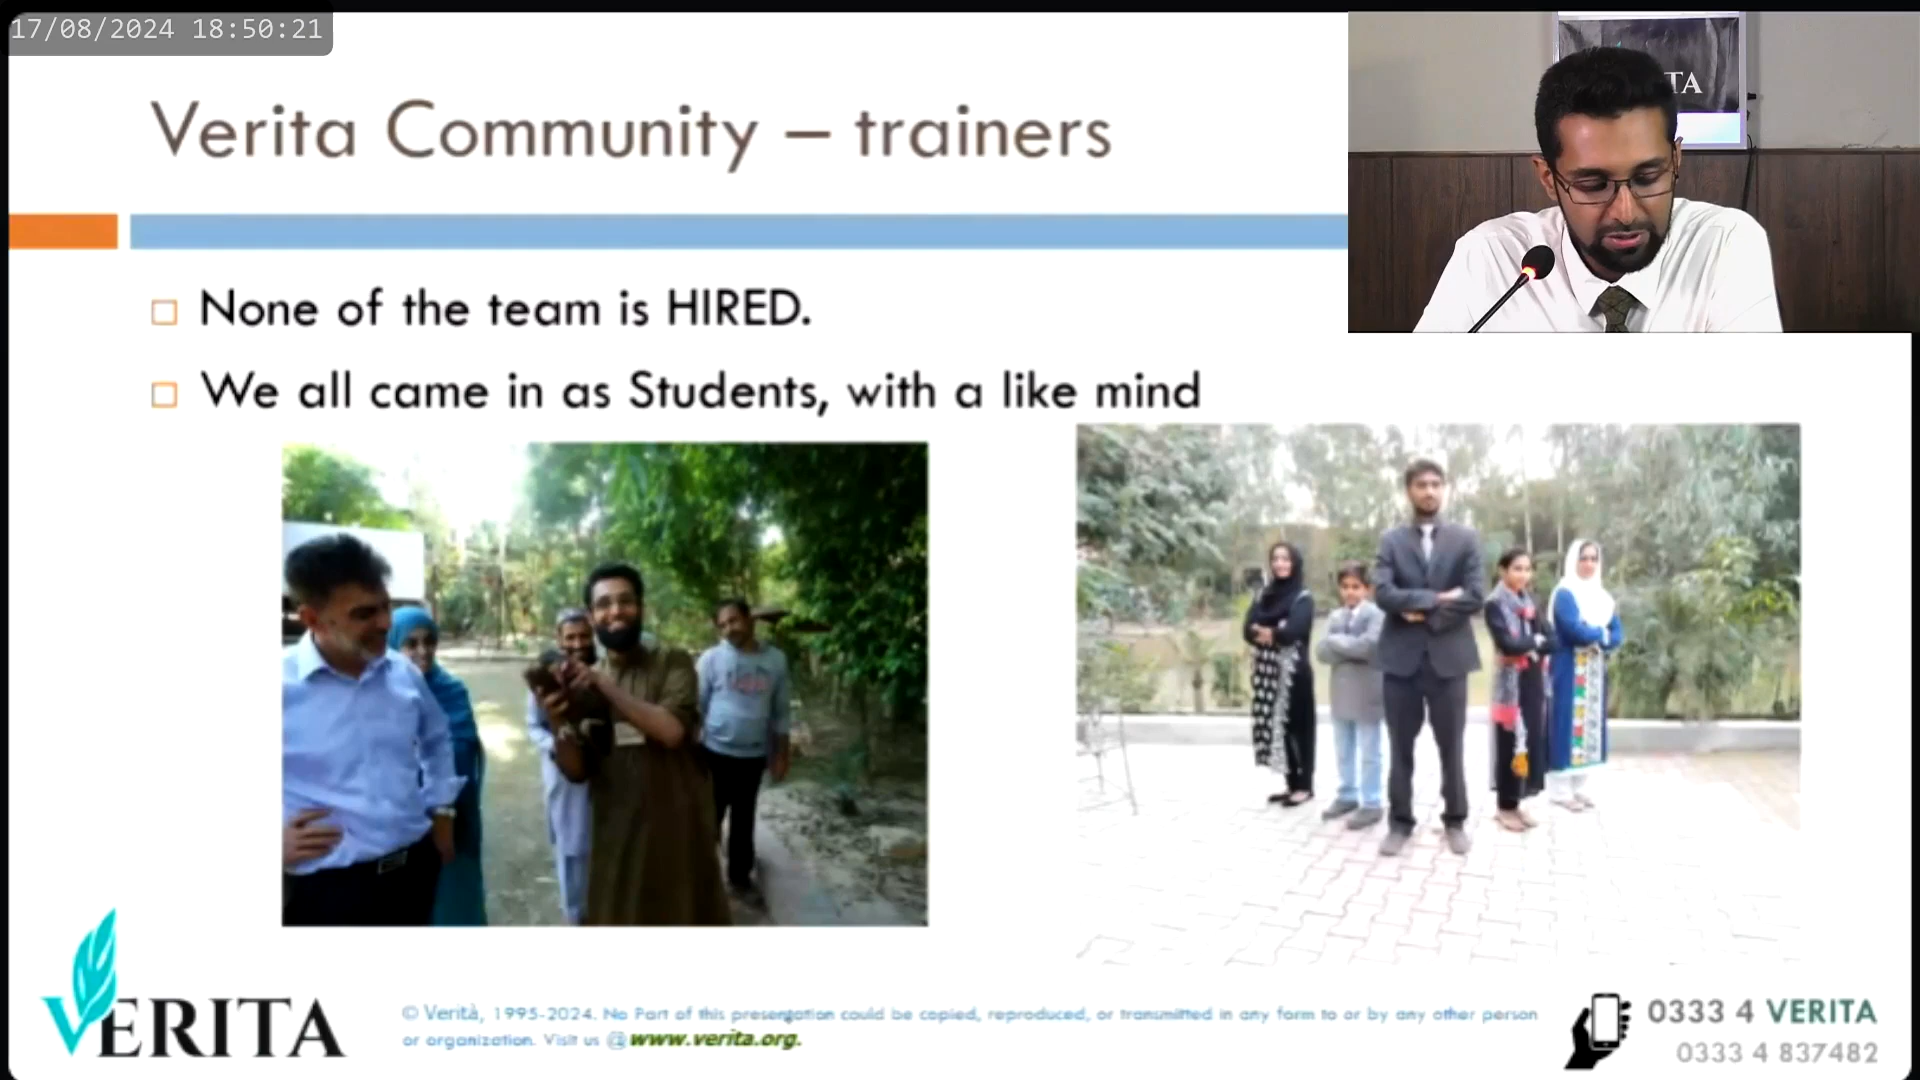 17/08/2024 18:50:21
TA
Verita Community – trainers
None of the team is HIRED.
We all came in as Students, with a like mind
VERITA
© Verità, 1995-2024. No Part of this presentation could be copied, reproduced, or transmitted in any form to or by any other person
or organization. Visit us @www.verita.org.
0333 4 VERITA
0333 4 837482